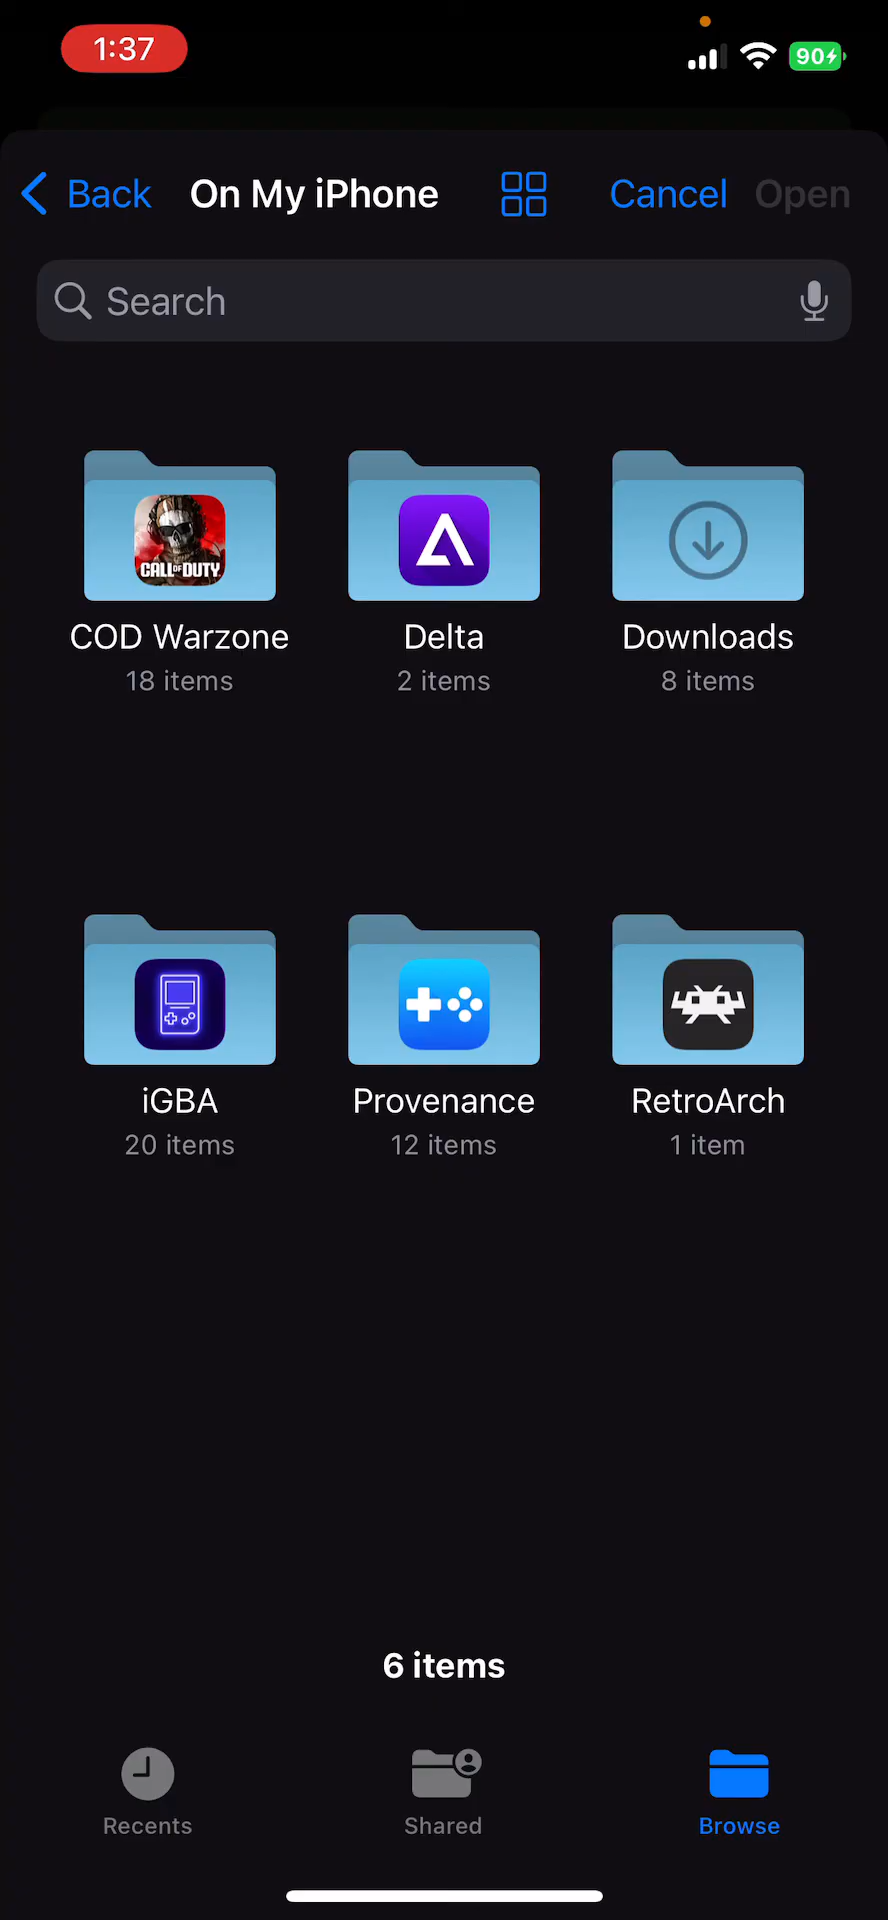 1:37
90
Back On My iPhone Cancel Open
Search
CALL OF DUTY
COD Warzone Delta Downloads
18 items 2 items 8 items
iGBA Provenance RetroArch
20 items 12 items 1 item
6 items
Recents Shared Browse